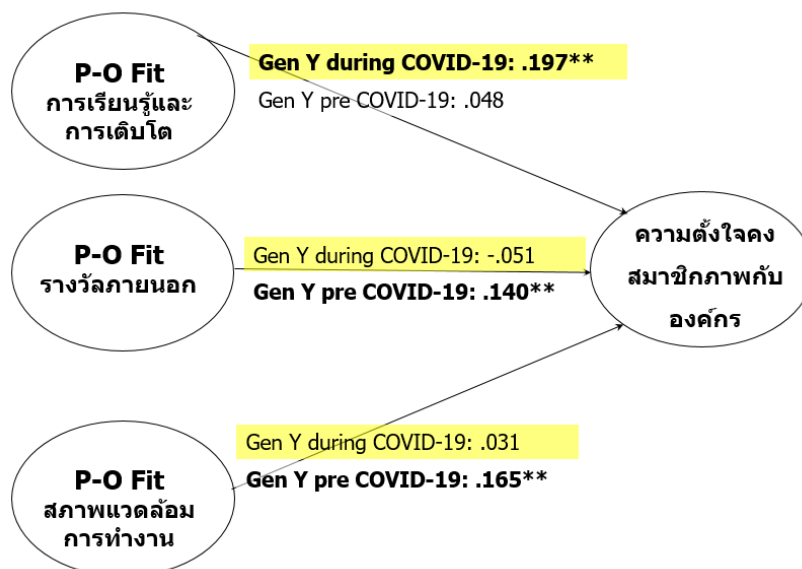 P-O Fit
การเรียนรู้และ
การเติบโต
Gen Y during COVID-19: .197**
Gen Y pre COVID-19: .048
P-O Fit
รางวัลภายนอก
Gen Y during COVID-19: -.051
Gen Y pre COVID-19: .140**
ความตั้งใจคง
สมาชิกภาพกับ
องค์กร
P-O Fit
สภาพแวดล้อม
การทำงาน
Gen Y during COVID-19: .031
Gen Y pre COVID-19: .165**